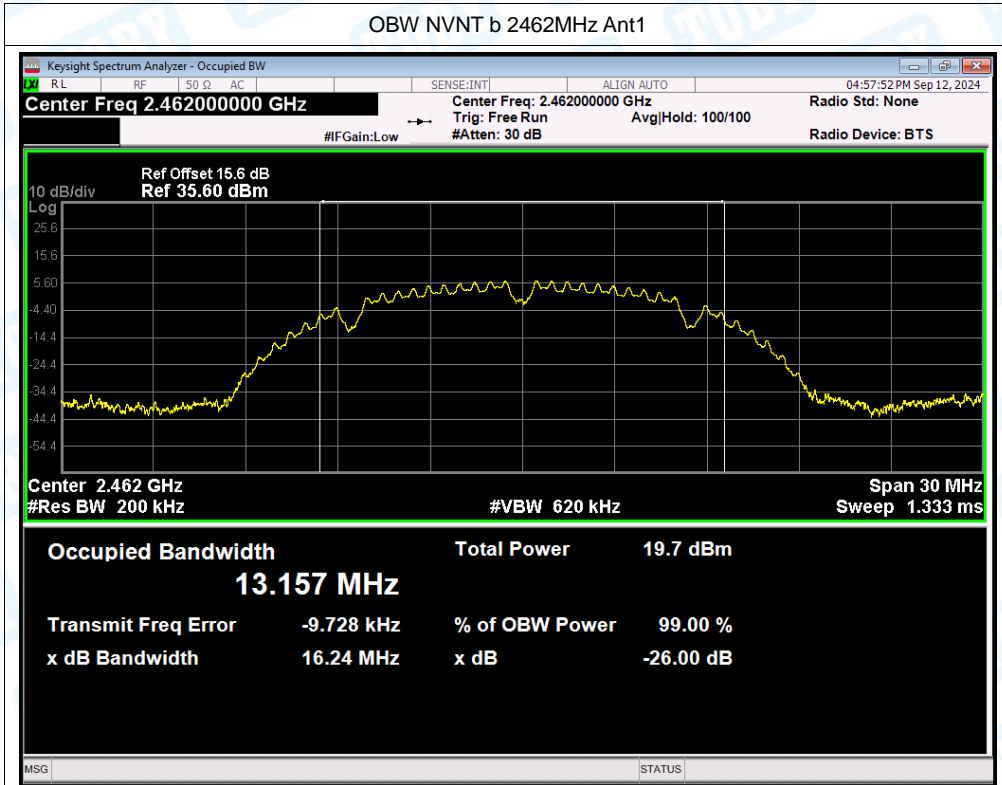 OBW NVNT b 2462MHz Ant1
Keysight Spectrum Analyzer - Occupied BW
LXI RL RF 50 Ω AC SENSE:INT ALIGN AUTO 04:57:52 PM Sep 12, 2024
Center Freq 2.462000000 GHz Center Freq: 2.462000000 GHz Radio Std: None
Trig: Free Run Avg|Hold: 100/100
#IFGain:Low #Atten: 30 dB Radio Device: BTS
Ref Offset 15.6 dB
10 dB/div Ref 35.60 dBm
Log
25.6
15.6
5.60
-4.40
-14.4
-24.4
-34.4
-44.4
-54.4
Center 2.462 GHz Span 30 MHz
#Res BW 200 kHz #VBW 620 kHz Sweep 1.333 ms
Occupied Bandwidth Total Power 19.7 dBm
13.157 MHz
Transmit Freq Error -9.728 kHz % of OBW Power 99.00 %
x dB Bandwidth 16.24 MHz x dB -26.00 dB
MSG STATUS